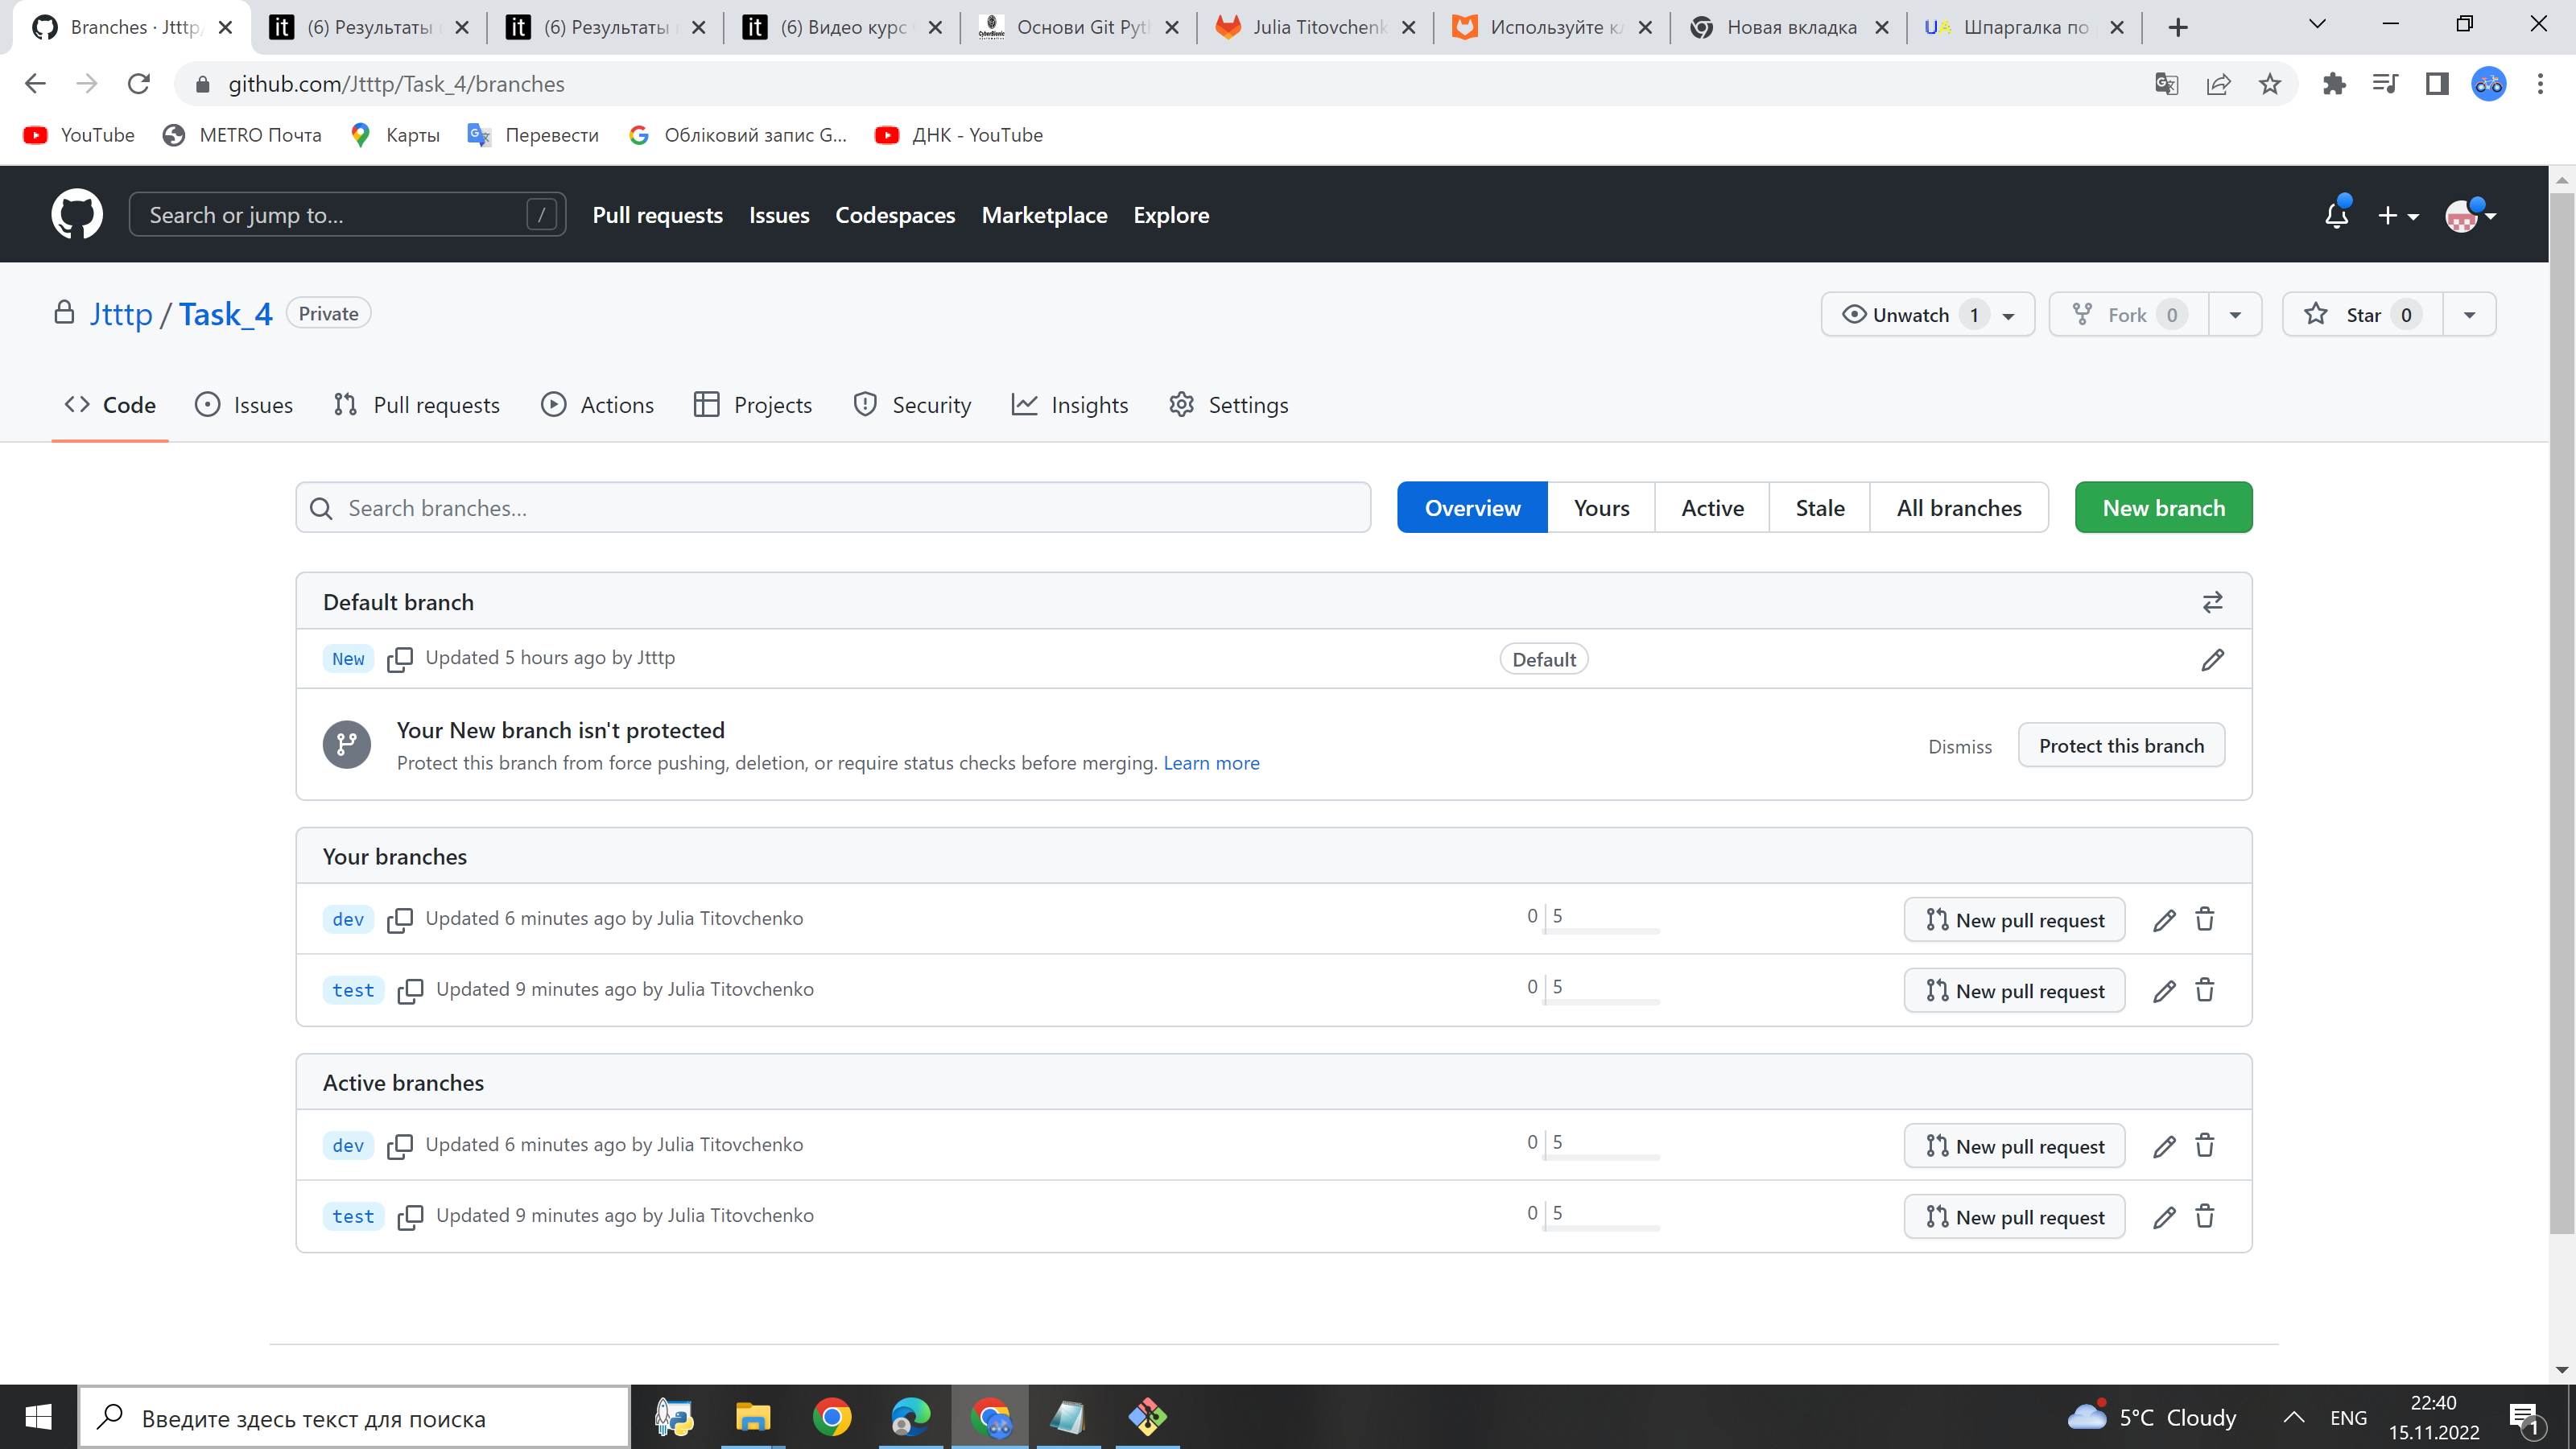 Branches · Jtttp/
(6) Результаты
(6) Результаты
(6) Видео курс
Основи Git Pyt
Julia Titovchenk
Используйте кл
Новая вкладка
Шпаргалка по
github.com/Jtttp/Task_4/branches
YouTube
METRO Почта
Карты
Перевести
Обліковий запис G...
ДНК - YouTube
Search or jump to...
/
Pull requests
Issues
Codespaces
Marketplace
Explore
Jtttp / Task_4 Private
Unwatch 1
Fork 0
Star 0
Code
Issues
Pull requests
Actions
Projects
Security
Insights
Settings
Search branches...
Overview
Yours
Active
Stale
All branches
New branch
Default branch
New Updated 5 hours ago by Jtttp Default
Your New branch isn't protected
Protect this branch from force pushing, deletion, or require status checks before merging. Learn more
Dismiss
Protect this branch
Your branches
dev Updated 6 minutes ago by Julia Titovchenko 0 5 New pull request
test Updated 9 minutes ago by Julia Titovchenko 0 5 New pull request
Active branches
dev Updated 6 minutes ago by Julia Titovchenko 0 5 New pull request
test Updated 9 minutes ago by Julia Titovchenko 0 5 New pull request
Введите здесь текст для поиска
5°C Cloudy
ENG
22:40
15.11.2022
1